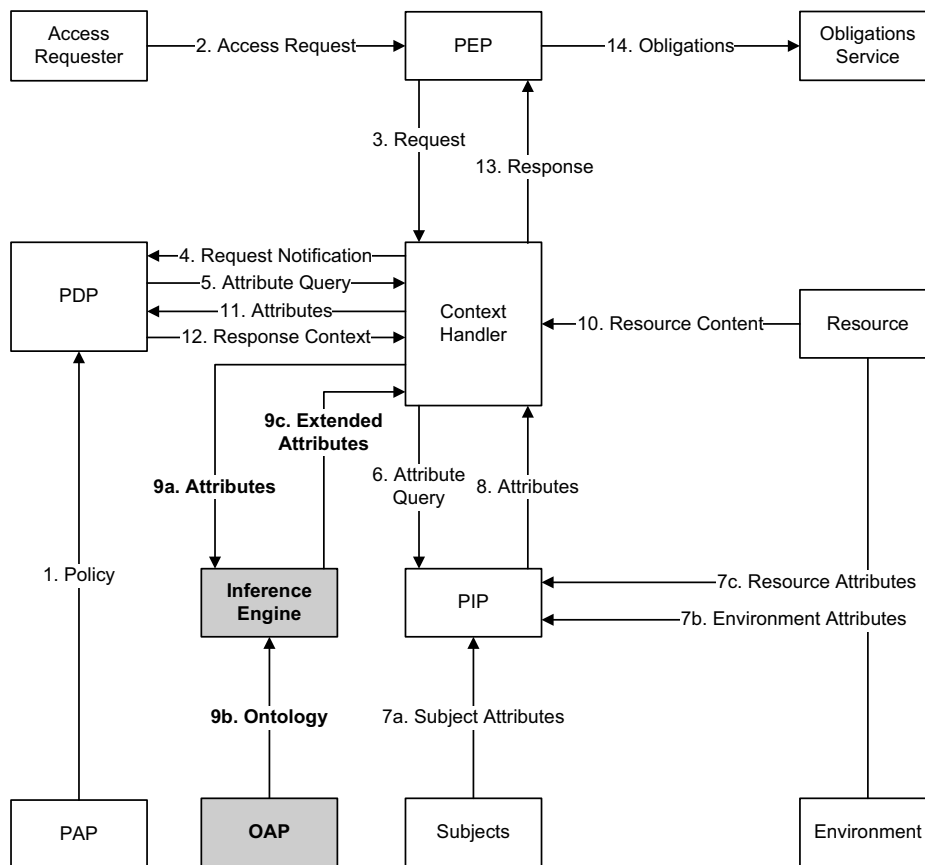 Access
Requester
2. Access Request
PEP
14. Obligations
Obligations
Service
3. Request
13. Response
PDP
4. Request Notification
5. Attribute Query
11. Attributes
12. Response Context
Context
Handler
10. Resource Content
Resource
9c. Extended
Attributes
9a. Attributes
6. Attribute
Query
8. Attributes
1. Policy
Inference
Engine
PIP
7c. Resource Attributes
7b. Environment Attributes
9b. Ontology
7a. Subject Attributes
PAP
OAP
Subjects
Environment